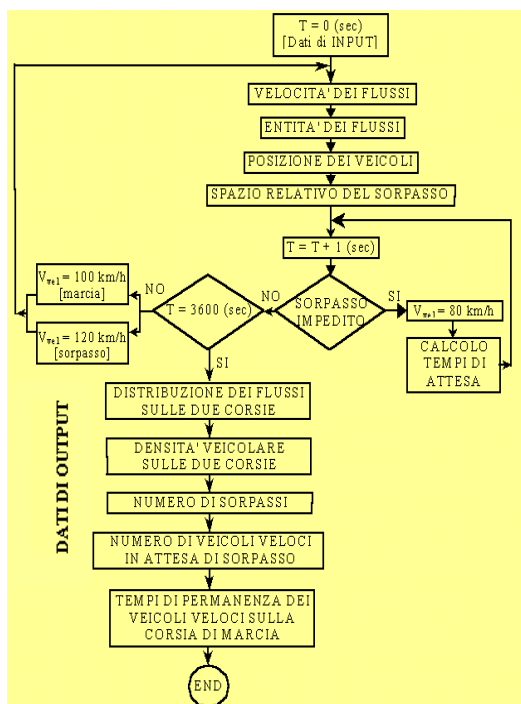 T = 0 (sec)
[Dati di INPUT]
VELOCITA' DEI FLUSSI
ENTITA' DEI FLUSSI
POSIZIONE DEI VEICOLI
SPAZIO RELATIVO DEL SORPASSO
T = T + 1 (sec)
SORPASSO
IMPEDITO
SI
V_vel = 80 km/h
CALCOLO
TEMPI DI
ATTESA
NO
T = 3600 (sec)
NO
V_vel = 100 km/h
[marcia]
V_vel = 120 km/h
[sorpasso]
SI
DATI DI OUTPUT
DISTRIBUZIONE DEI FLUSSI
SULLE DUE CORSIE
DENSITA' VEICOLARE
SULLE DUE CORSIE
NUMERO DI SORPASSI
NUMERO DI VEICOLI VELOCI
IN ATTESA DI SORPASSO
TEMPI DI PERMANENZA DEI
VEICOLI VELOCI SULLA
CORSIA DI MARCIA
END